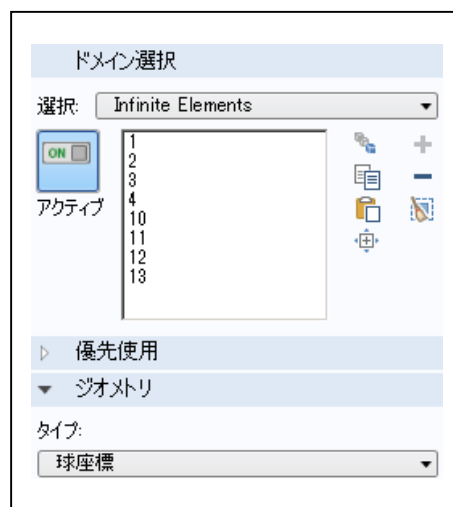 ドメイン選択
選択: Infinite Elements
ON
アクティブ
1
2
3
4
10
11
12
13
優先使用
ジオメトリ
タイプ:
球座標